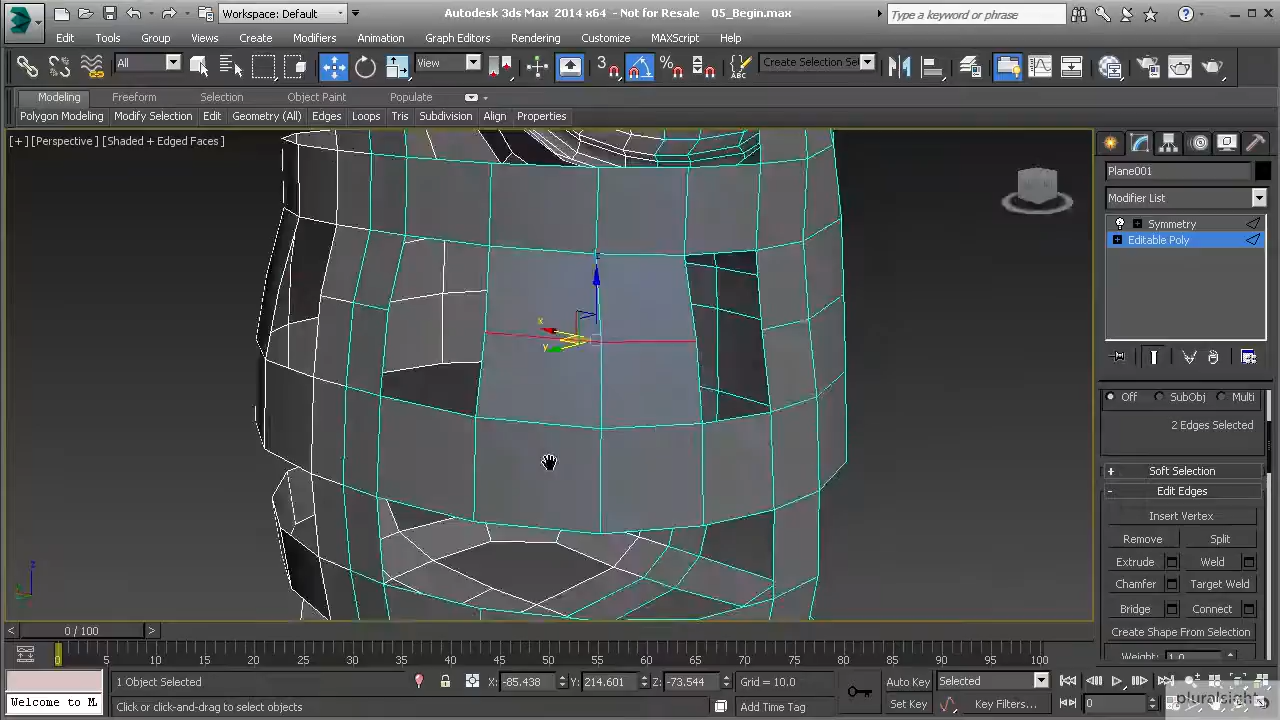 Workspace: Default
Autodesk 3ds Max 2014 x64 - Not for Resale 05_Begin.max
Type a keyword or phrase
Edit Tools Group Views Create Modifiers Animation Graph Editors Rendering Customize MAXScript Help
All View Create Selection Se
Modeling Freeform Selection Object Paint Populate
Polygon Modeling Modify Selection Edit Geometry (All) Edges Loops Tris Subdivision Align Properties
[+] [Perspective] [Shaded + Edged Faces]
Plane001
Modifier List
Symmetry
Editable Poly
Off SubObj Multi
2 Edges Selected
+ Soft Selection
- Edit Edges
Insert Vertex
Remove Split
Extrude Weld
Chamfer Target Weld
Bridge Connect
Create Shape From Selection
Weight: 1.0
x
y
z
0 / 100
0 5 10 15 20 25 30 35 40 45 50 55 60 65 70 75 80 85 90 95 100
1 Object Selected X: -85.438 Y: 214.601 Z: -73.544 Grid = 10.0 Auto Key Selected
Welcome to M Click or click-and-drag to select objects Add Time Tag Set Key Key Filters... 0
pluralsight